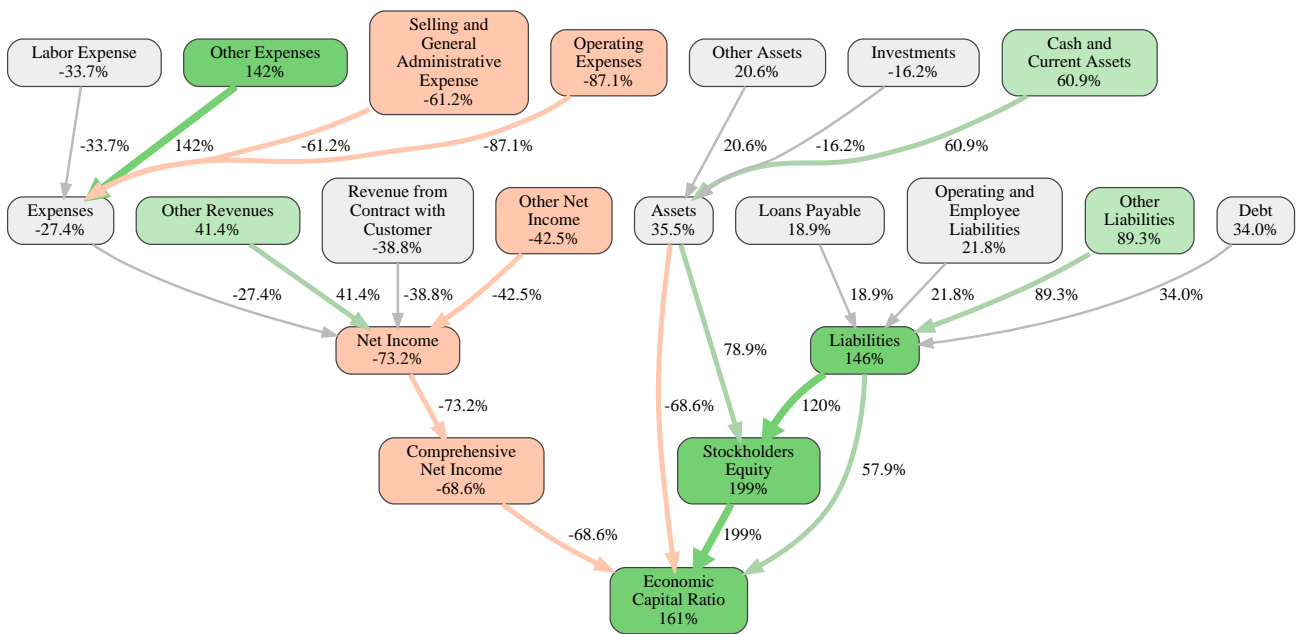 Labor Expense
-33.7%
Other Expenses
142%
Selling and
General
Administrative
Expense
-61.2%
Operating
Expenses
-87.1%
Other Assets
20.6%
Investments
-16.2%
Cash and
Current Assets
60.9%
-33.7%
142%
-61.2%
-87.1%
20.6%
-16.2%
60.9%
Expenses
-27.4%
Other Revenues
41.4%
Revenue from
Contract with
Customer
-38.8%
Other Net
Income
-42.5%
Assets
35.5%
Loans Payable
18.9%
Operating and
Employee
Liabilities
21.8%
Other
Liabilities
89.3%
Debt
34.0%
-27.4%
41.4%
-38.8%
-42.5%
18.9%
21.8%
89.3%
34.0%
Net Income
-73.2%
Liabilities
146%
78.9%
-73.2%
-68.6%
120%
Comprehensive
Net Income
-68.6%
Stockholders
Equity
199%
57.9%
-68.6%
199%
Economic
Capital Ratio
161%